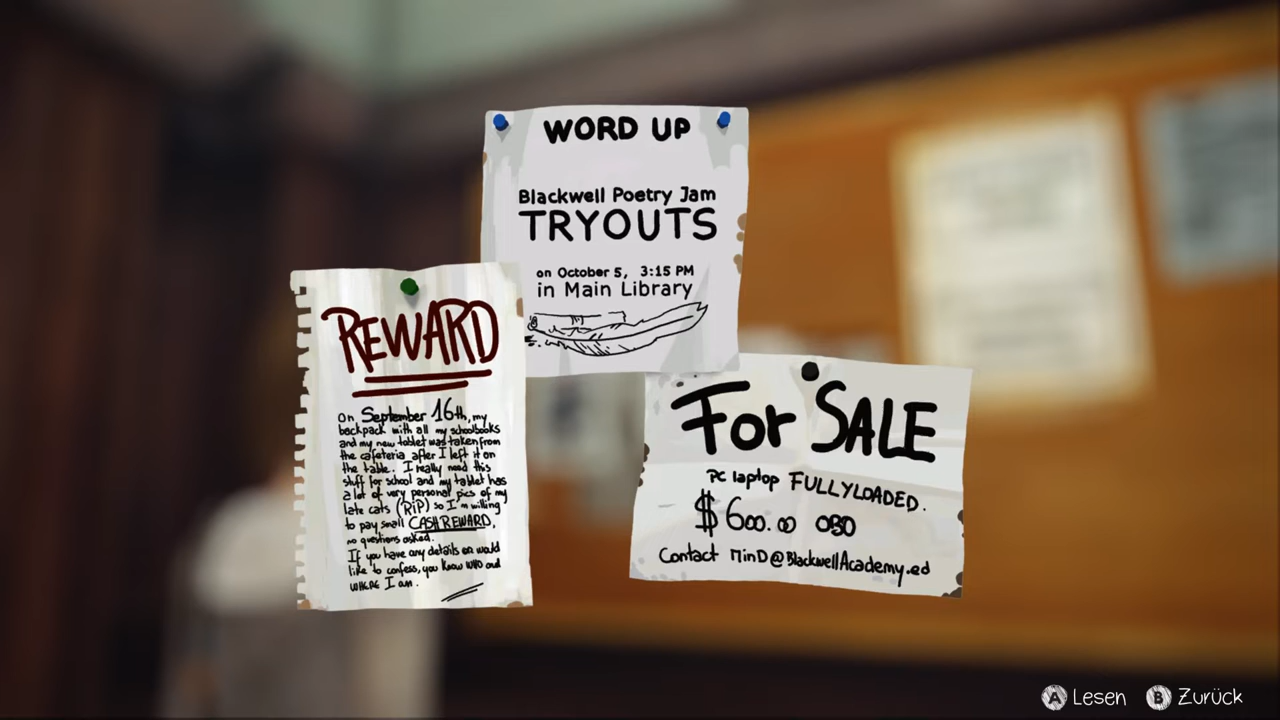 WORD UP
Blackwell Poetry Jam
TRYOUTS
on October 5, 3:15 PM
in Main Library
REWARD
On September 16th, my
backpack with all my schoolbooks
and my new tablet was taken from
the cafeteria after I left it on
the table. I really need this
stuff for school and my tablet has
a lot of very personal pics of my
late cats (RiP) so I'm willing
to pay small CASH REWARD,
no questions asked.
If you have any details or would
like to confess, you know WHO and
WHERE I am.
For SALE
PC laptop FULLYLOADED.
$600.00 OBO
Contact MinD@BlackwellAcademy.ed
A Lesen B Zurück